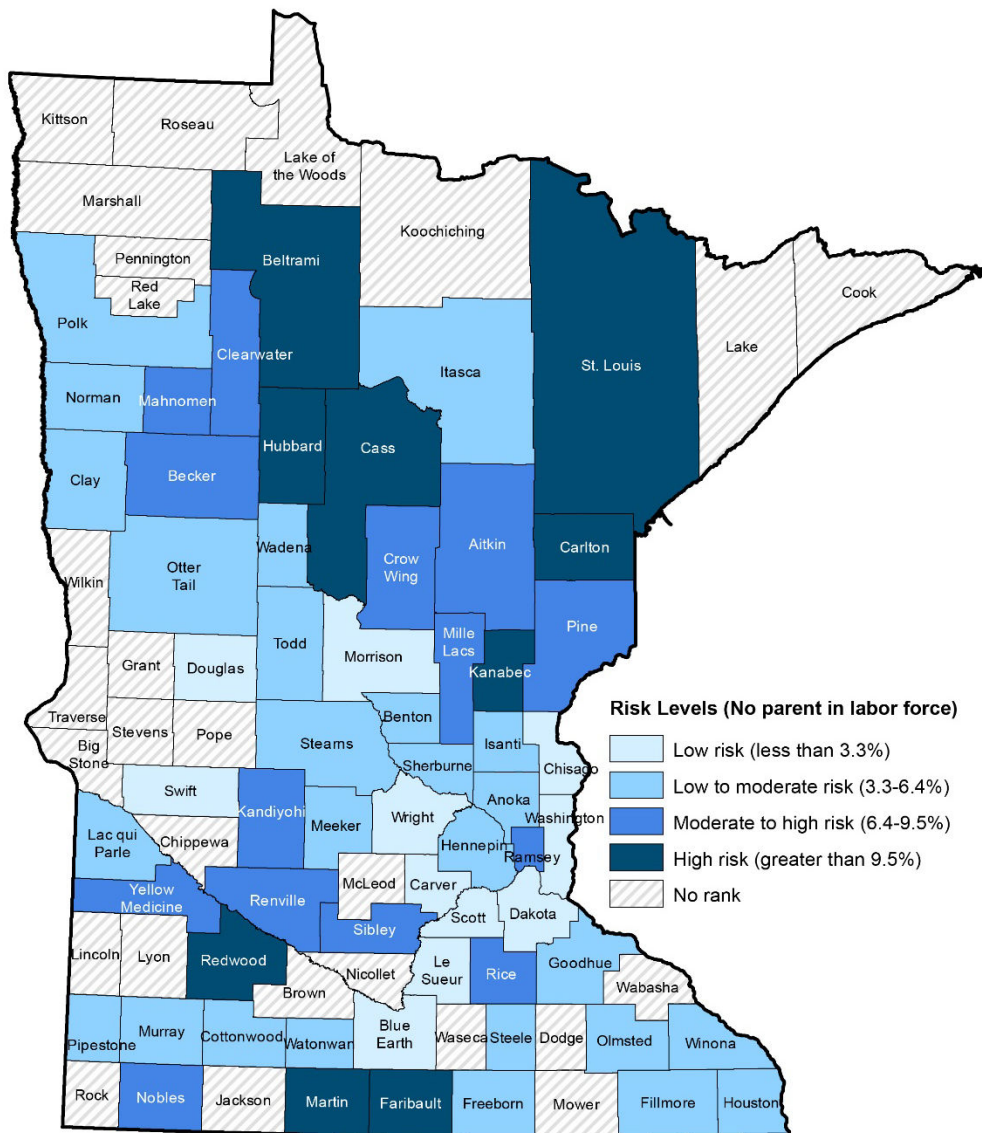 Kittson
Roseau
Lake of
the Woods
Marshall
Koochiching
Pennington
Beltrami
Red
Lake
Cook
Polk
Lake
Clearwater
St. Louis
Itasca
Norman
Mahnomen
Hubbard
Cass
Becker
Clay
Wadena
Aitkin
Carlton
Otter
Tail
Crow
Wing
Wilkin
Pine
Mille
Lacs
Todd
Grant
Douglas
Morrison
Kanabec
Traverse
Stevens
Pope
Benton
Big
Stone
Stearns
Isanti
Sherburne
Chisago
Swift
Anoka
Kandiyohi
Wright
Washington
Lac qui
Parle
Meeker
Chippewa
Hennepin
Ramsey
McLeod
Carver
Yellow
Medicine
Renville
Scott
Dakota
Sibley
Lincoln
Lyon
Redwood
Nicollet
Le
Sueur
Rice
Goodhue
Brown
Wabasha
Pipestone
Murray
Cottonwood
Watonwan
Blue
Earth
Waseca
Steele
Dodge
Olmsted
Winona
Rock
Nobles
Jackson
Martin
Faribault
Freeborn
Mower
Fillmore
Houston
Risk Levels (No parent in labor force)
Low risk (less than 3.3%)
Low to moderate risk (3.3-6.4%)
Moderate to high risk (6.4-9.5%)
High risk (greater than 9.5%)
No rank